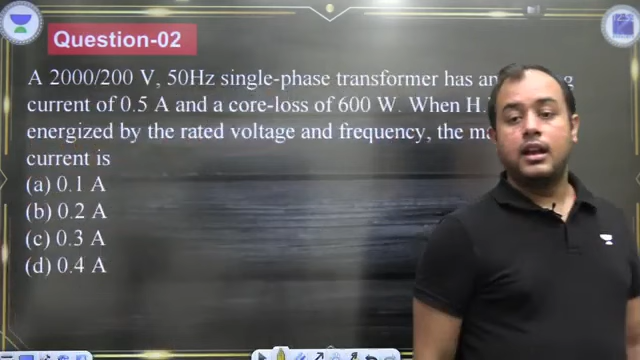 Question-02
A 2000/200 V, 50Hz single-phase transformer has an
current of 0.5 A and a core-loss of 600 W. When H.
energized by the rated voltage and frequency, the
current is
(a) 0.1 A
(b) 0.2 A
(c) 0.3 A
(d) 0.4 A